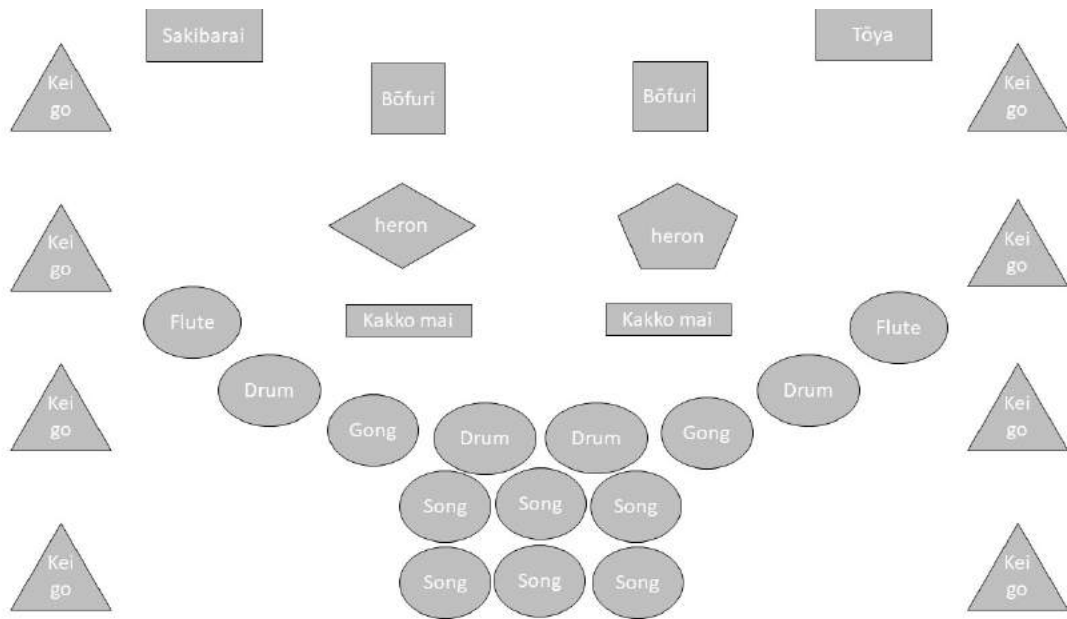 Sakibarai
Tōya
Kei
go
Kei
go
Bōfuri
Bōfuri
Kei
go
heron
heron
Kei
go
Flute
Kakko mai
Kakko mai
Flute
Kei
go
Drum
Drum
Kei
go
Gong
Drum
Drum
Gong
Song
Song
Song
Kei
go
Song
Song
Song
Kei
go